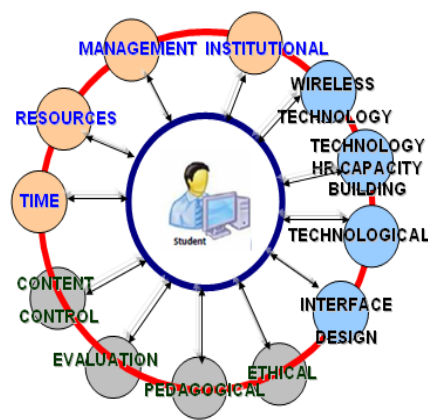 MANAGEMENT
INSTITUTIONAL
WIRELESS
TECHNOLOGY
RESOURCES
TECHNOLOGY
HR CAPACITY
BUILDING
TIME
TECHNOLOGICAL
Student
CONTENT
CONTROL
INTERFACE
DESIGN
EVALUATION
PEDAGOGICAL
ETHICAL